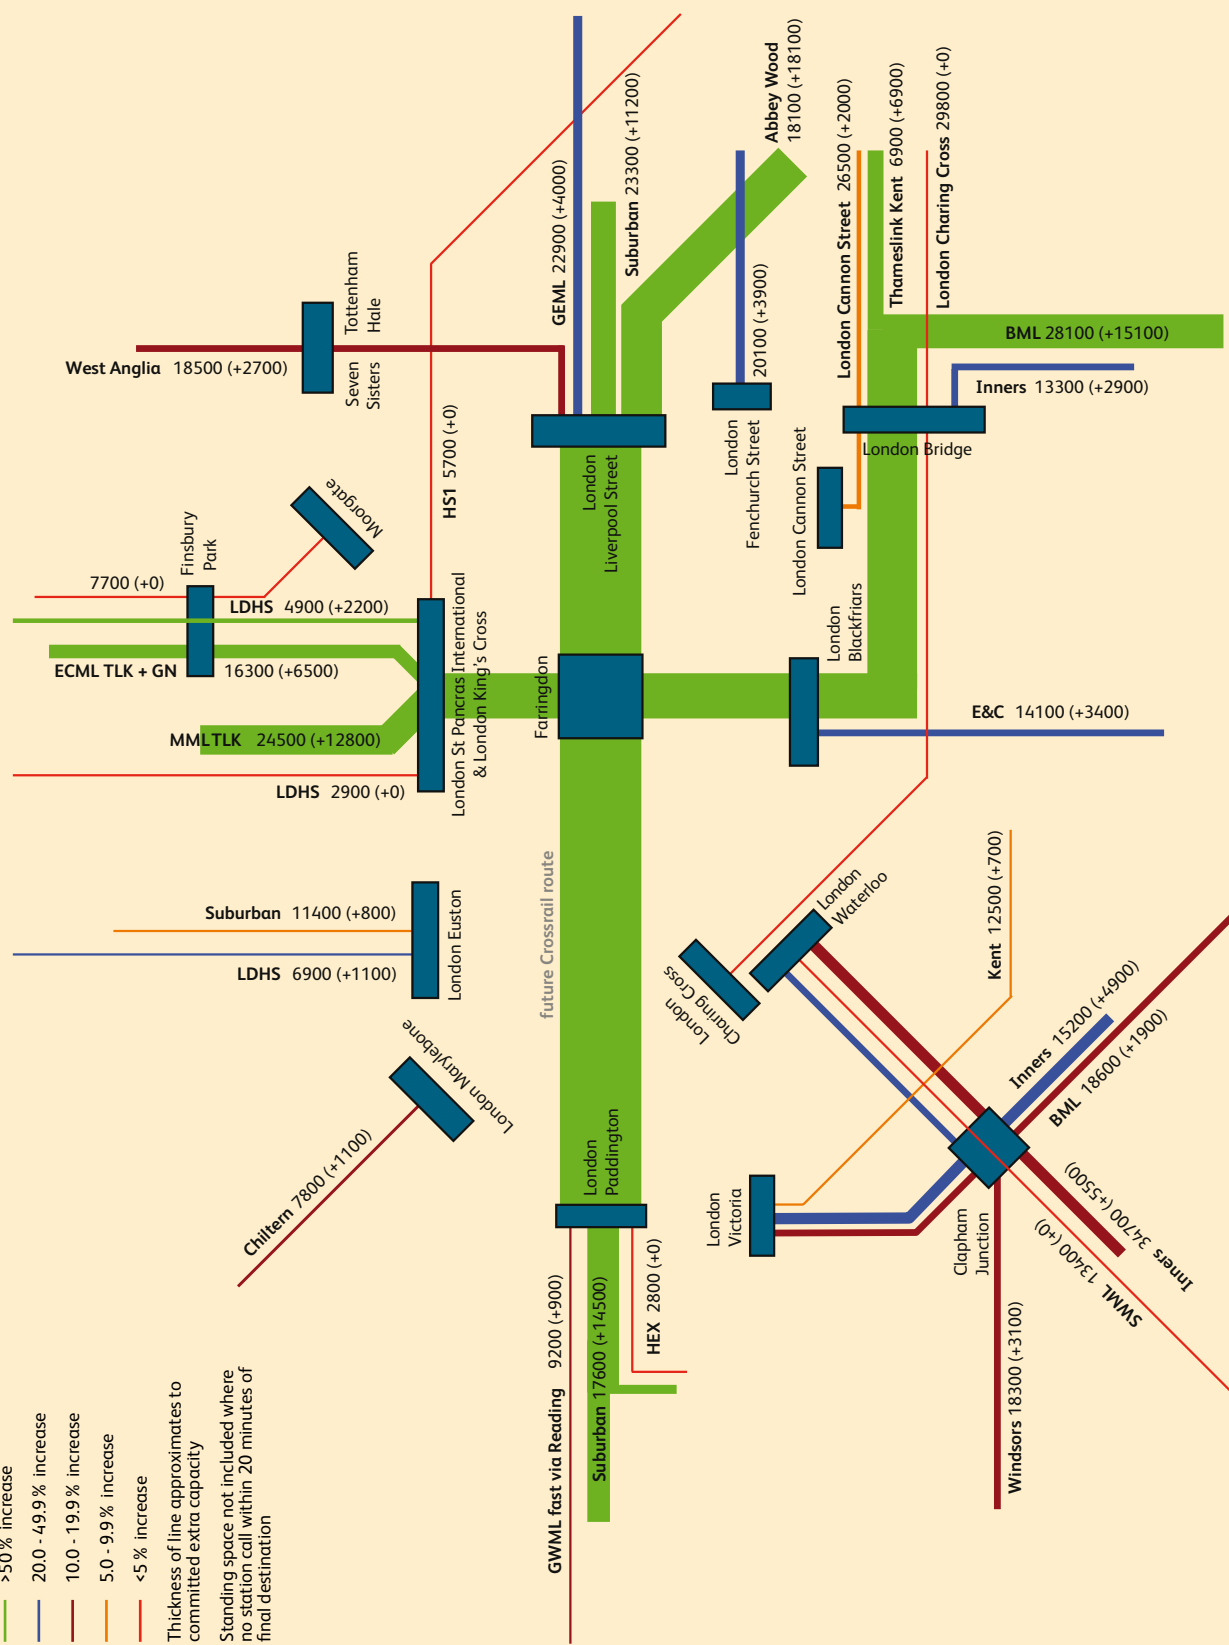 >50% increase
20.0 - 49.9% increase
10.0 - 19.9% increase
5.0 - 9.9% increase
<5 % increase
Thickness of line approximates to
committed extra capacity
Standing space not included where
no station call within 20 minutes of
final destination
GWML fast via Reading 9200 (+900)
Suburban 17600 (+14500)
HEX 2800 (+0)
London
Paddington
future Crossrail route
Chiltern 7800 (+1100)
London Marylebone
LDHS 6900 (+1100)
Suburban 11400 (+800)
London Euston
LDHS 2900 (+0)
MMLTLK 24500 (+12800)
ECML TLK + GN 16300 (+6500)
LDHS 4900 (+2200)
7700 (+0)
Finsbury
Park
Moorgate
London St Pancras International
& London King's Cross
HS1 5700 (+0)
Farringdon
West Anglia 18500 (+2700)
Seven
Sisters
Tottenham
Hale
GEML 22900 (+4000)
Suburban 23300 (+11200)
Abbey Wood
18100 (+18100)
London
Liverpool Street
20100 (+3900)
London
Fenchurch Street
London Cannon Street
London Cannon Street 26500 (+2000)
Thameslink Kent 6900 (+6900)
London Charing Cross 29800 (+0)
BML 28100 (+15100)
Inners 13300 (+2900)
London Bridge
London
Blackfriars
E&C 14100 (+3400)
London
Waterloo
London
Charing Cross
Kent 12500 (+700)
Inners 15200 (+4900)
BML 18600 (+1900)
London
Victoria
Clapham
Junction
Inners 34700 (+5500)
SWML 13400 (+0)
Windsors 18300 (+3100)